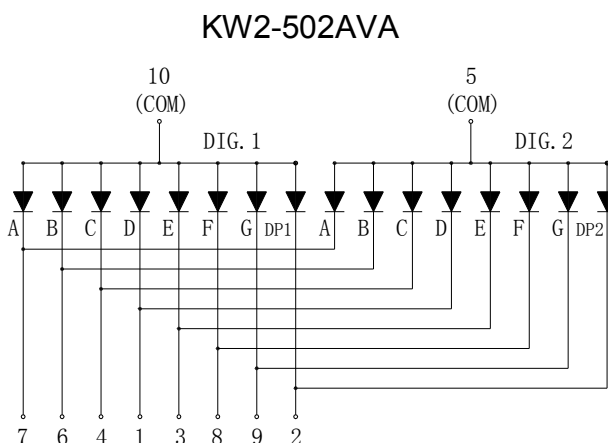 KW2-502AVA
10 5
(COM) (COM)
DIG.1 DIG.2
A B C D E F G DP1 A B C D E F G DP2
7 6 4 1 3 8 9 2